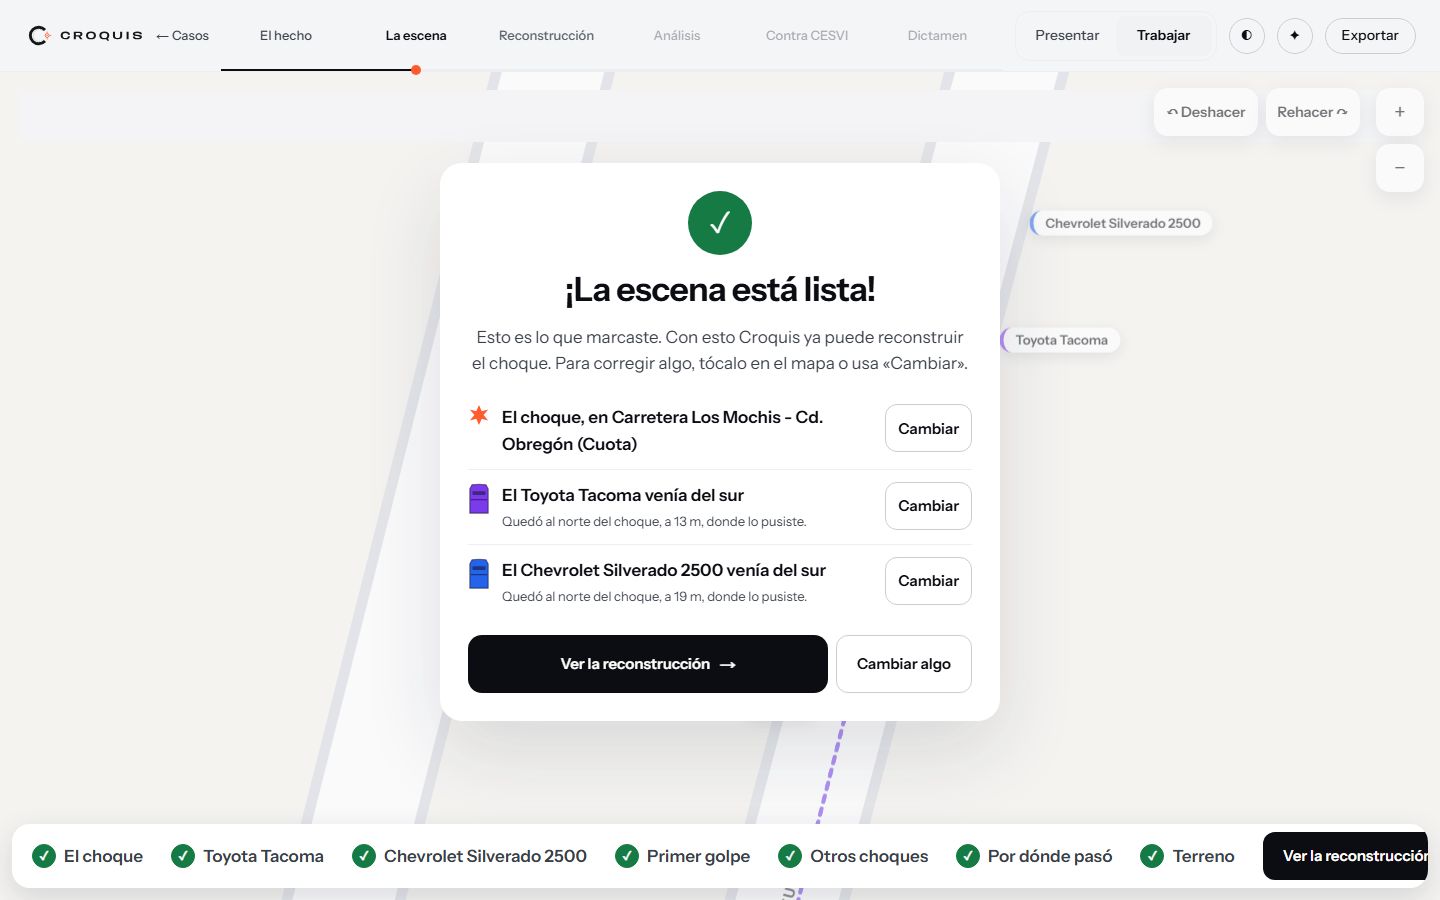 CROQUIS
← Casos
El hecho
La escena
Reconstrucción
Análisis
Contra CESVI
Dictamen
Presentar
Trabajar
Exportar
Deshacer
Rehacer
+
−
Chevrolet Silverado 2500
Toyota Tacoma
¡La escena está lista!
Esto es lo que marcaste. Con esto Croquis ya puede reconstruir
el choque. Para corregir algo, tócalo en el mapa o usa «Cambiar».
El choque, en Carretera Los Mochis - Cd.
Obregón (Cuota)
Cambiar
El Toyota Tacoma venía del sur
Quedó al norte del choque, a 13 m, donde lo pusiste.
Cambiar
El Chevrolet Silverado 2500 venía del sur
Quedó al norte del choque, a 19 m, donde lo pusiste.
Cambiar
Ver la reconstrucción →
Cambiar algo
El choque
Toyota Tacoma
Chevrolet Silverado 2500
Primer golpe
Otros choques
Por dónde pasó
Terreno
Ver la reconstrucción